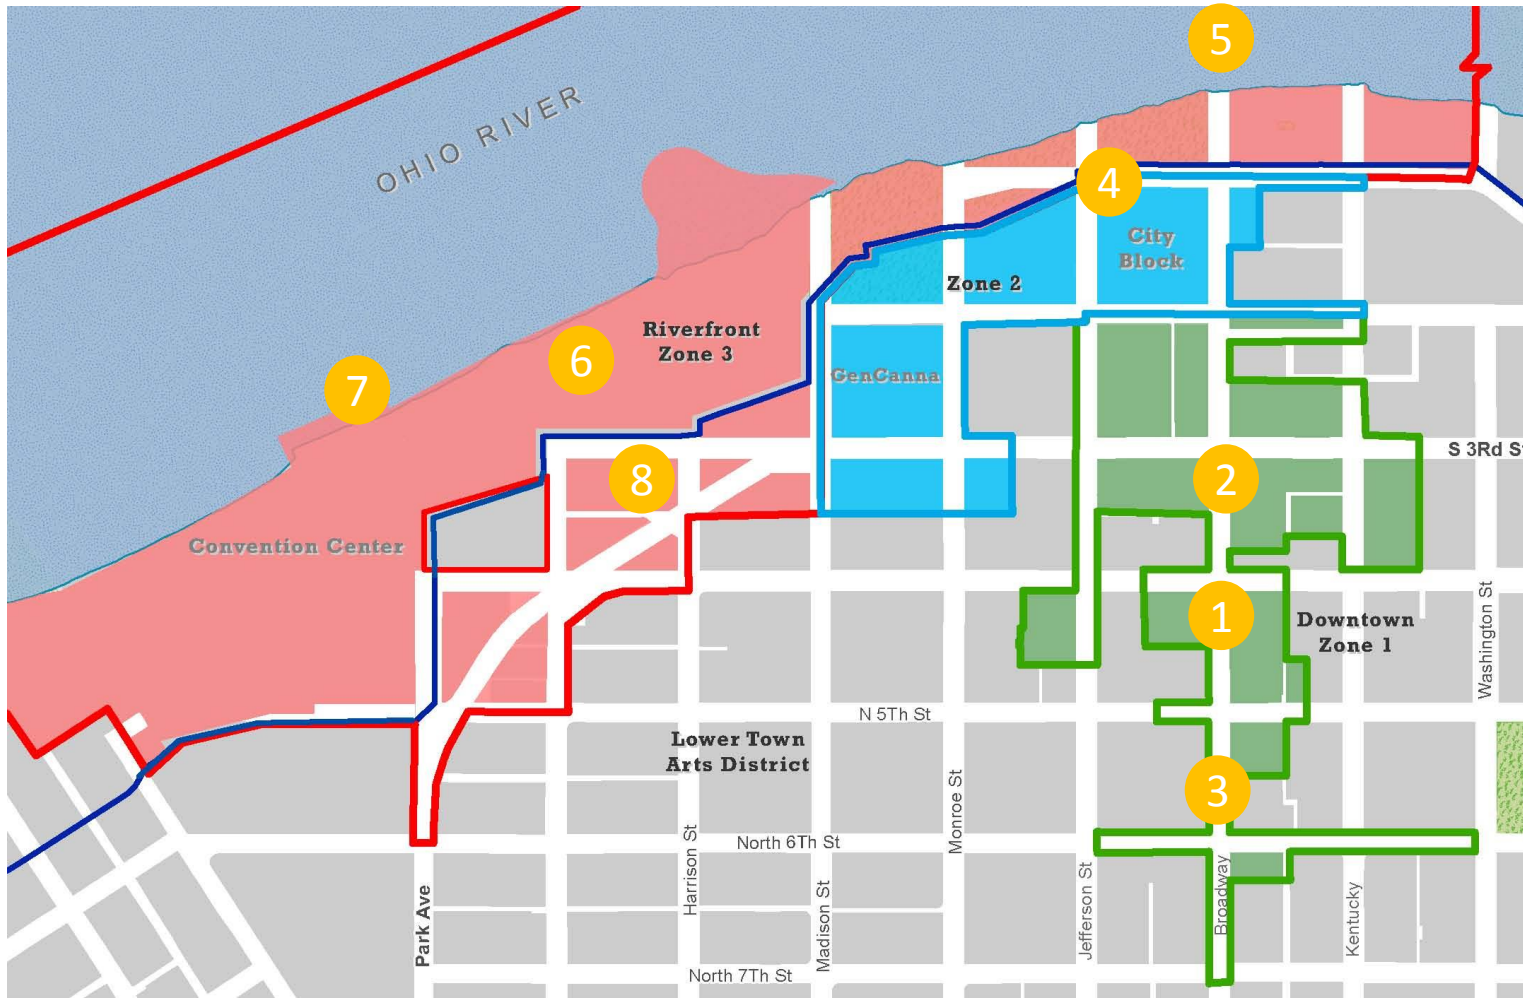 5
OHIO RIVER
4
City
Block
Zone 2
Riverfront
Zone 3
6
7
GenCanna
S 3Rd St
8
2
Convention Center
1
Downtown
Zone 1
Washington St
N 5Th St
Lower Town
Arts District
3
Monroe St
North 6Th St
Harrison St
Park Ave
Madison St
Jefferson St
Broadway
Kentucky
North 7Th St